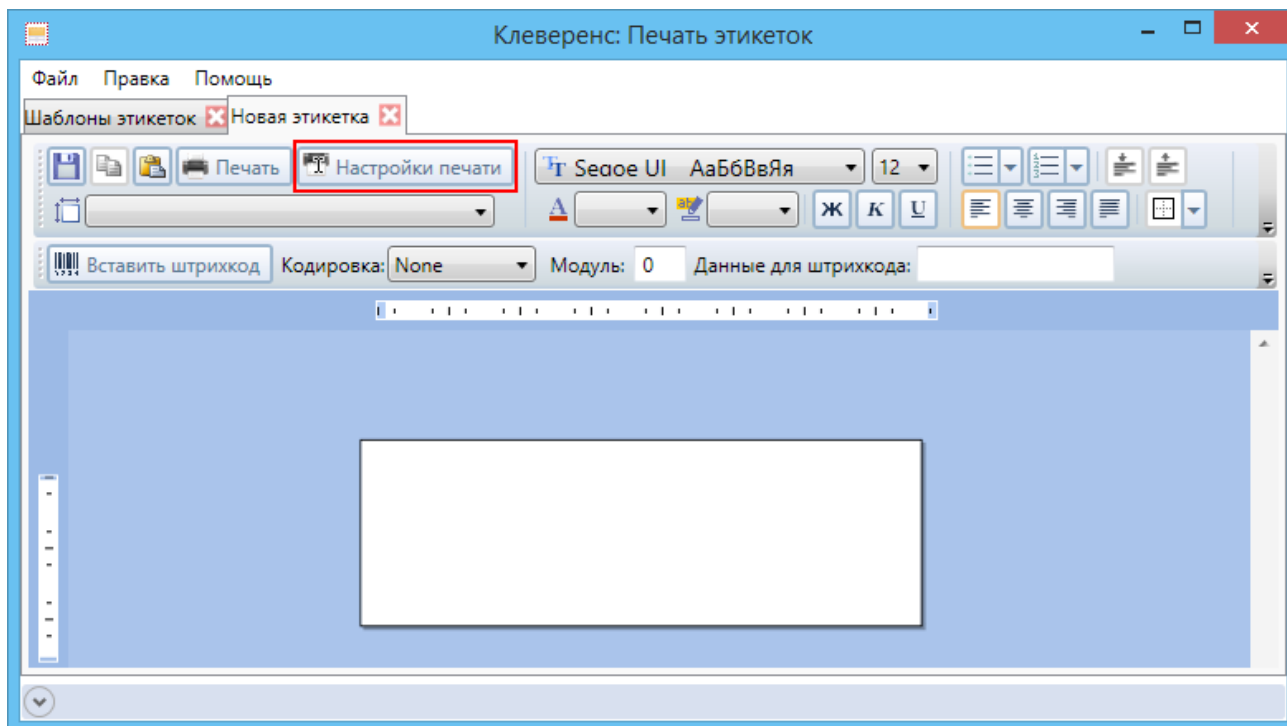 Клеверенс: Печать этикеток
Файл Правка Помощь
Шаблоны этикеток Новая этикетка
Печать Настройки печати Segoe UI АаБбВвЯя 12
Ж К Ч
Вставить штрихкод Кодировка: None Модуль: 0 Данные для штрихкода: